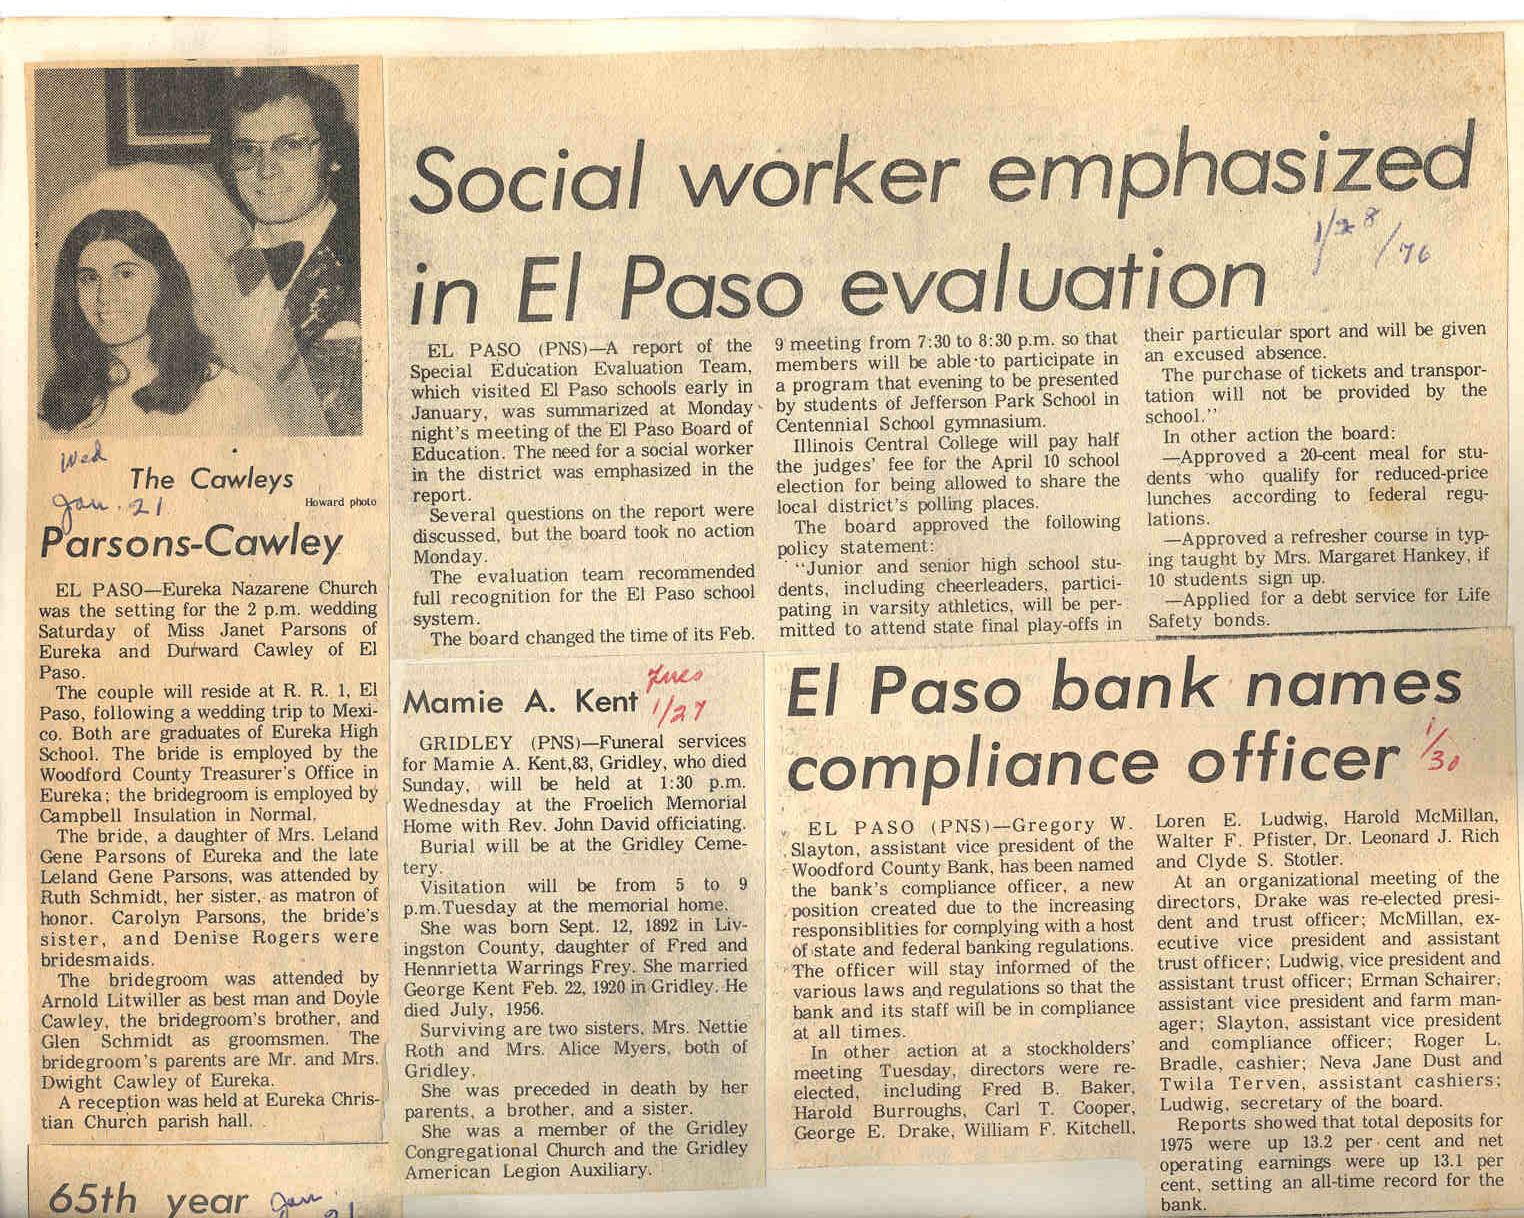 Wed
Jan. 21
The Cawleys
Howard photo
Parsons-Cawley
EL PASO—Eureka Nazarene Church
was the setting for the 2 p.m. wedding
Saturday of Miss Janet Parsons of
Eureka and Durward Cawley of El
Paso.
The couple will reside at R. R. 1, El
Paso, following a wedding trip to Mexi-
co. Both are graduates of Eureka High
School. The bride is employed by the
Woodford County Treasurer's Office in
Eureka; the bridegroom is employed by
Campbell Insulation in Normal.
The bride, a daughter of Mrs. Leland
Gene Parsons of Eureka and the late
Leland Gene Parsons, was attended by
Ruth Schmidt, her sister, as matron of
honor. Carolyn Parsons, the bride's
sister, and Denise Rogers were
bridesmaids.
The bridegroom was attended by
Arnold Litwiller as best man and Doyle
Cawley, the bridegroom's brother, and
Glen Schmidt as groomsmen. The
bridegroom's parents are Mr. and Mrs.
Dwight Cawley of Eureka.
A reception was held at Eureka Chris-
tian Church parish hall.
65th year
Jan.
21
Social worker emphasized
in El Paso evaluation
1/28/76
EL PASO (PNS)—A report of the
Special Education Evaluation Team,
which visited El Paso schools early in
January, was summarized at Monday
night's meeting of the El Paso Board of
Education. The need for a social worker
in the district was emphasized in the
report.
Several questions on the report were
discussed, but the board took no action
Monday.
The evaluation team recommended
full recognition for the El Paso school
system.
The board changed the time of its Feb.
9 meeting from 7:30 to 8:30 p.m. so that
members will be able to participate in
a program that evening to be presented
by students of Jefferson Park School in
Centennial School gymnasium.
Illinois Central College will pay half
the judges' fee for the April 10 school
election for being allowed to share the
local district's polling places.
The board approved the following
policy statement:
"Junior and senior high school stu-
dents, including cheerleaders, partici-
pating in varsity athletics, will be per-
mitted to attend state final play-offs in
their particular sport and will be given
an excused absence.
The purchase of tickets and transpor-
tation will not be provided by the
school."
In other action the board:
—Approved a 20-cent meal for stu-
dents who qualify for reduced-price
lunches according to federal regu-
lations.
—Approved a refresher course in typ-
ing taught by Mrs. Margaret Hankey, if
10 students sign up.
—Applied for a debt service for Life
Safety bonds.
Mamie A. Kent
Tues
1/27
GRIDLEY (PNS)—Funeral services
for Mamie A. Kent,83, Gridley, who died
Sunday, will be held at 1:30 p.m.
Wednesday at the Froelich Memorial
Home with Rev. John David officiating.
Burial will be at the Gridley Ceme-
tery.
Visitation will be from 5 to 9
p.m.Tuesday at the memorial home.
She was born Sept. 12, 1892 in Liv-
ingston County, daughter of Fred and
Hennrietta Warrings Frey. She married
George Kent Feb. 22, 1920 in Gridley. He
died July, 1956.
Surviving are two sisters, Mrs. Nettie
Roth and Mrs. Alice Myers, both of
Gridley.
She was preceded in death by her
parents, a brother, and a sister.
She was a member of the Gridley
Congregational Church and the Gridley
American Legion Auxiliary.
El Paso bank names
compliance officer
1/30
EL PASO (PNS)—Gregory W.
Slayton, assistant vice president of the
Woodford County Bank, has been named
the bank's compliance officer, a new
position created due to the increasing
responsiblities for complying with a host
of state and federal banking regulations.
The officer will stay informed of the
various laws and regulations so that the
bank and its staff will be in compliance
at all times.
In other action at a stockholders'
meeting Tuesday, directors were re-
elected, including Fred B. Baker,
Harold Burroughs, Carl T. Cooper,
George E. Drake, William F. Kitchell,
Loren E. Ludwig, Harold McMillan,
Walter F. Pfister, Dr. Leonard J. Rich
and Clyde S. Stotler.
At an organizational meeting of the
directors, Drake was re-elected presi-
dent and trust officer; McMillan, ex-
ecutive vice president and assistant
trust officer; Ludwig, vice president and
assistant trust officer; Erman Schairer,
assistant vice president and farm man-
ager; Slayton, assistant vice president
and compliance officer; Roger L.
Bradle, cashier; Neva Jane Dust and
Twila Terven, assistant cashiers;
Ludwig, secretary of the board.
Reports showed that total deposits for
1975 were up 13.2 per cent and net
operating earnings were up 13.1 per
cent, setting an all-time record for the
bank.